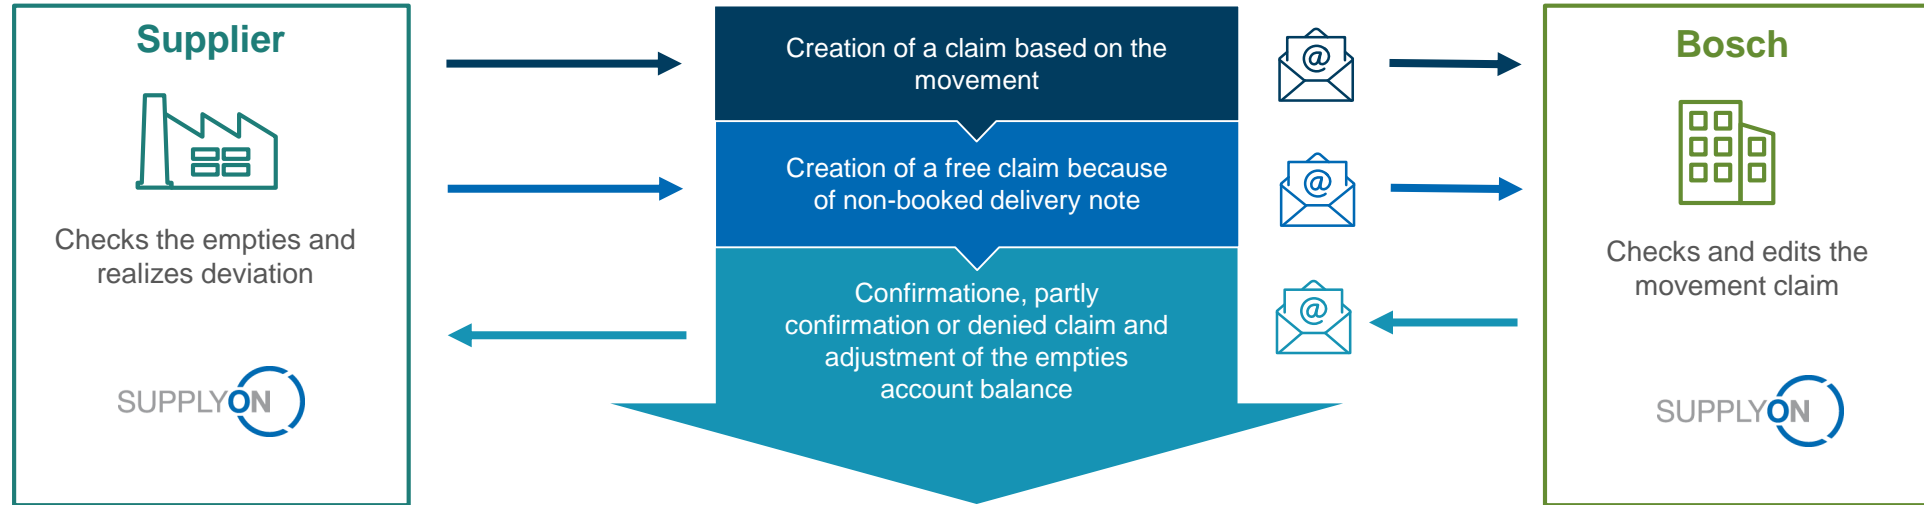 Supplier
Checks the empties and
realizes deviation
SUPPLYON
Creation of a claim based on the
movement
Creation of a free claim because
of non-booked delivery note
Confirmatione, partly
confirmation or denied claim and
adjustment of the empties
account balance
@
@
@
Bosch
Checks and edits the
movement claim
SUPPLYON